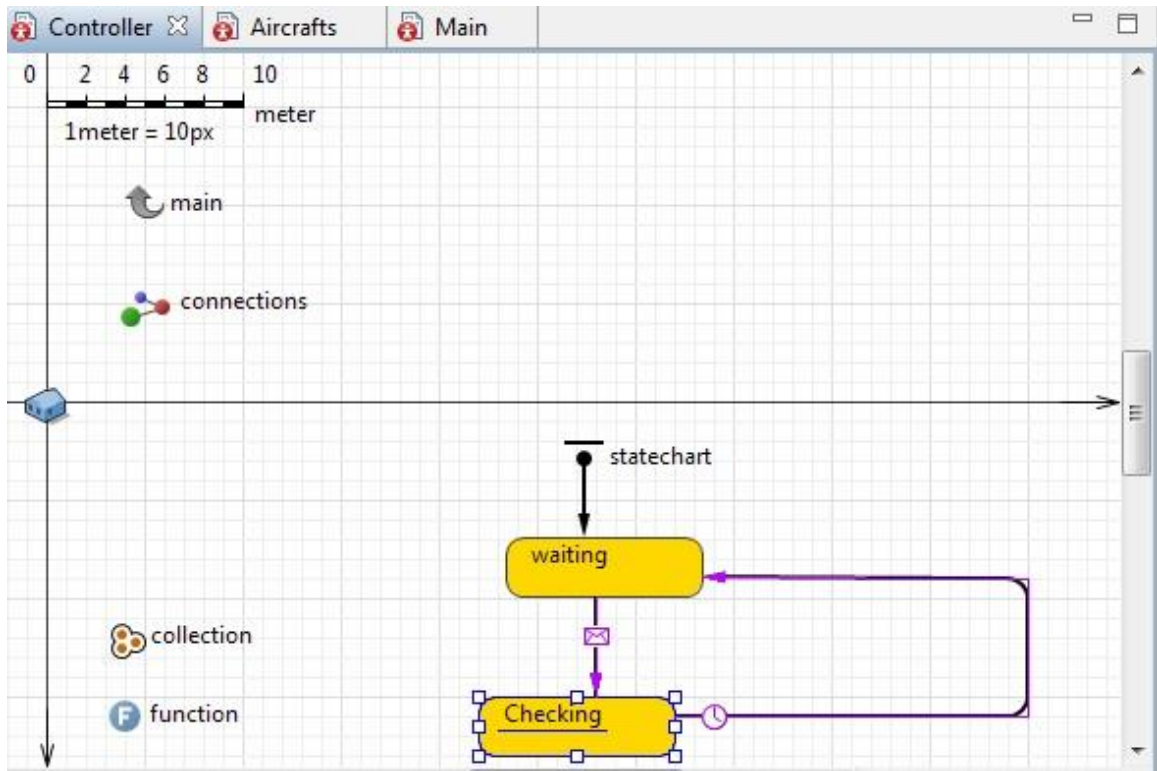 Controller Aircrafts Main
0 2 4 6 8 10
meter
1meter = 10px
main
connections
statechart
waiting
collection
Checking
function
F